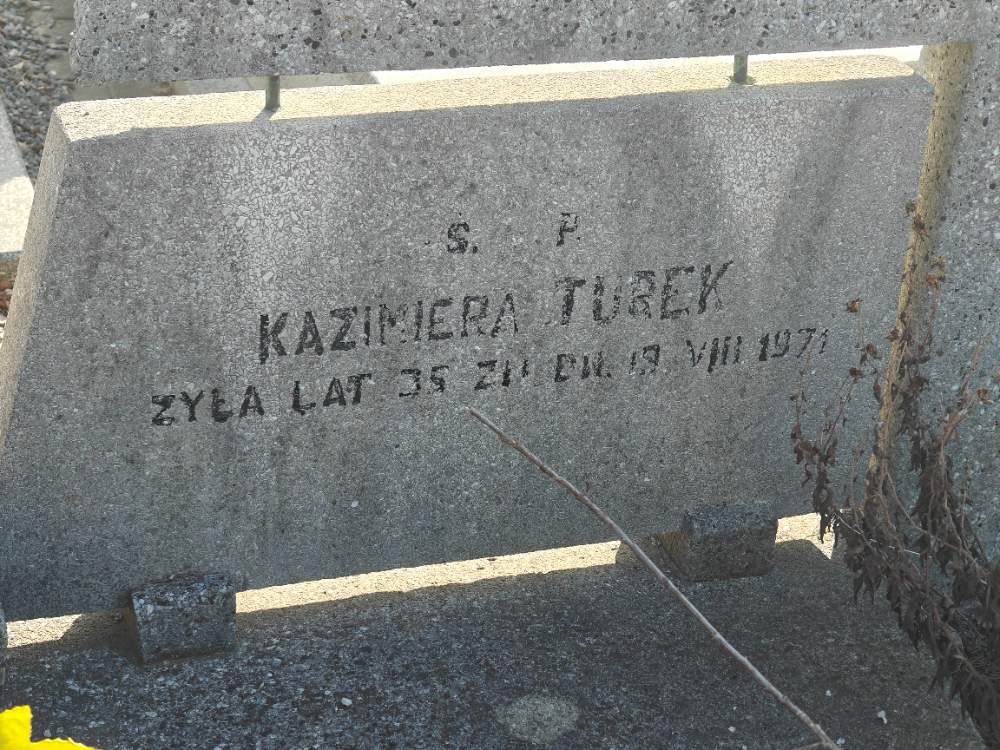 Ś. P.
KAZIMIERA TUREK
ŻYŁA LAT 35 ZM. DN. 19. VIII 1971